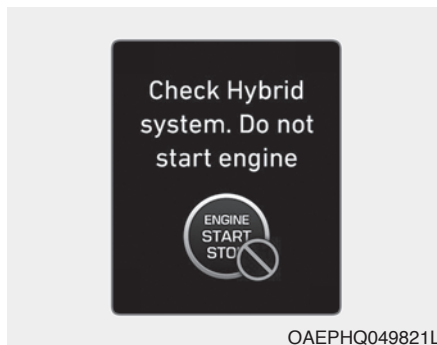 Check Hybrid
system. Do not
start engine
ENGINE
START
STO
OAEPHQ049821L